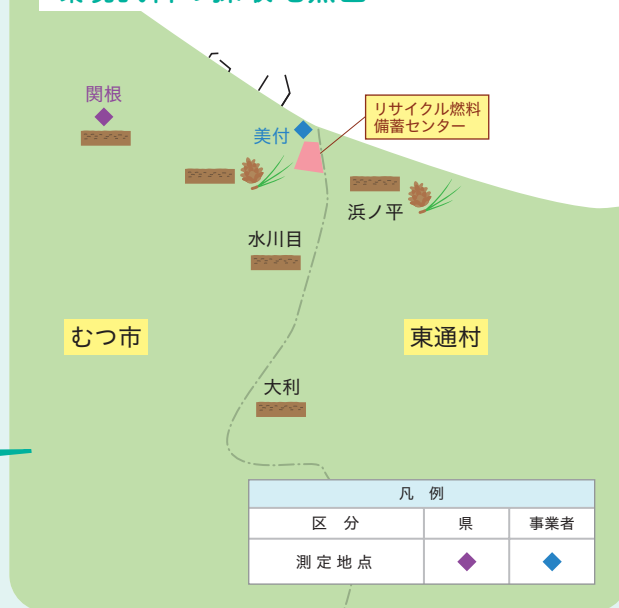 関根
リサイクル燃料
備蓄センター
美付
浜ノ平
水川目
むつ市
東通村
大利
凡 例
区 分 県 事業者
測定地点